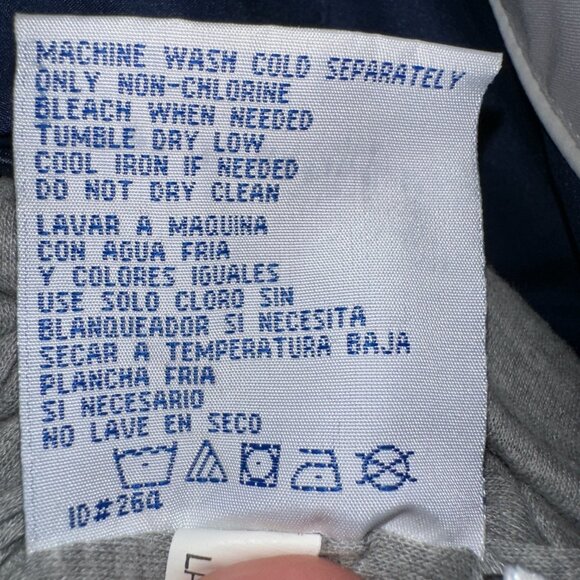 MACHINE WASH COLD SEPARATELY
ONLY NON-CHLORINE
BLEACH WHEN NEEDED
TUMBLE DRY LOW
COOL IRON IF NEEDED
DO NOT DRY CLEAN
LAVAR A MAQUINA
CON AGUA FRIA
Y COLORES IGUALES
USE SOLO CLORO SIN
BLANQUEADOR SI NECESITA
SECAR A TEMPERATURA BAJA
PLANCHA FRIA
SI NECESARIO
NO LAVE EN SECO
ID#264